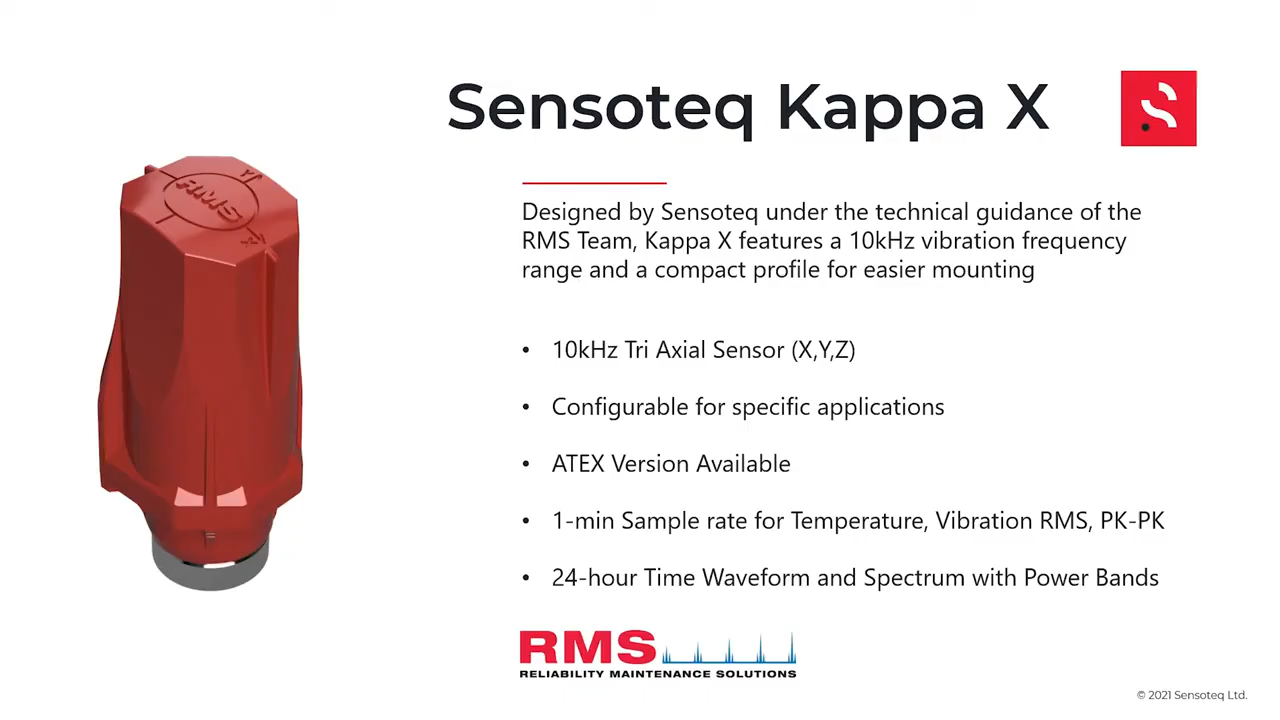 Sensoteq Kappa X
Designed by Sensoteq under the technical guidance of the
RMS Team, Kappa X features a 10kHz vibration frequency
range and a compact profile for easier mounting
• 10kHz Tri Axial Sensor (X,Y,Z)
• Configurable for specific applications
• ATEX Version Available
• 1-min Sample rate for Temperature, Vibration RMS, PK-PK
• 24-hour Time Waveform and Spectrum with Power Bands
RMS
Y
X
RMS
RELIABILITY MAINTENANCE SOLUTIONS
© 2021 Sensoteq Ltd.